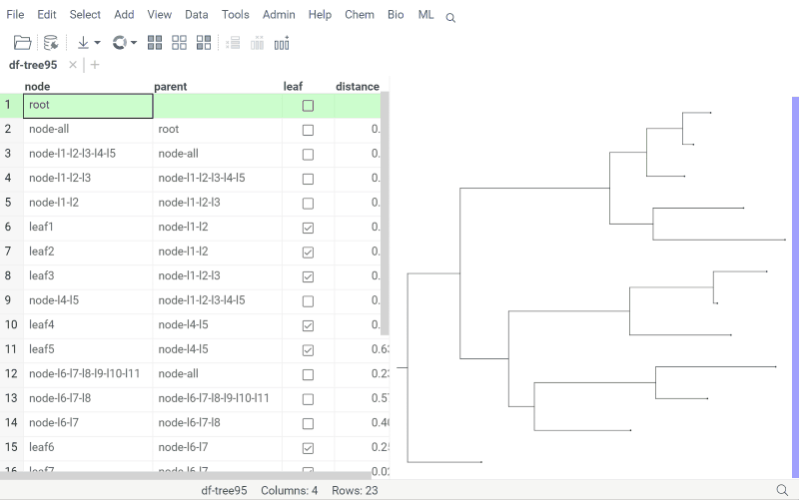 File Edit Select Add View Data Tools Admin Help Chem Bio ML
df-tree95 × +
node parent leaf distance
1 root
2 node-all root 0.
3 node-l1-l2-l3-l4-l5 node-all 0.
4 node-l1-l2-l3 node-l1-l2-l3-l4-l5 0.
5 node-l1-l2 node-l1-l2-l3 0.
6 leaf1 node-l1-l2 0.
7 leaf2 node-l1-l2 0.
8 leaf3 node-l1-l2-l3 0.
9 node-l4-l5 node-l1-l2-l3-l4-l5 0.
10 leaf4 node-l4-l5 0.
11 leaf5 node-l4-l5 0.63
12 node-l6-l7-l8-l9-l10-l11 node-all 0.23
13 node-l6-l7-l8 node-l6-l7-l8-l9-l10-l11 0.57
14 node-l6-l7 node-l6-l7-l8 0.40
15 leaf6 node-l6-l7 0.25
16 leaf7 node-l6-l7 0.0
df-tree95 Columns: 4 Rows: 23